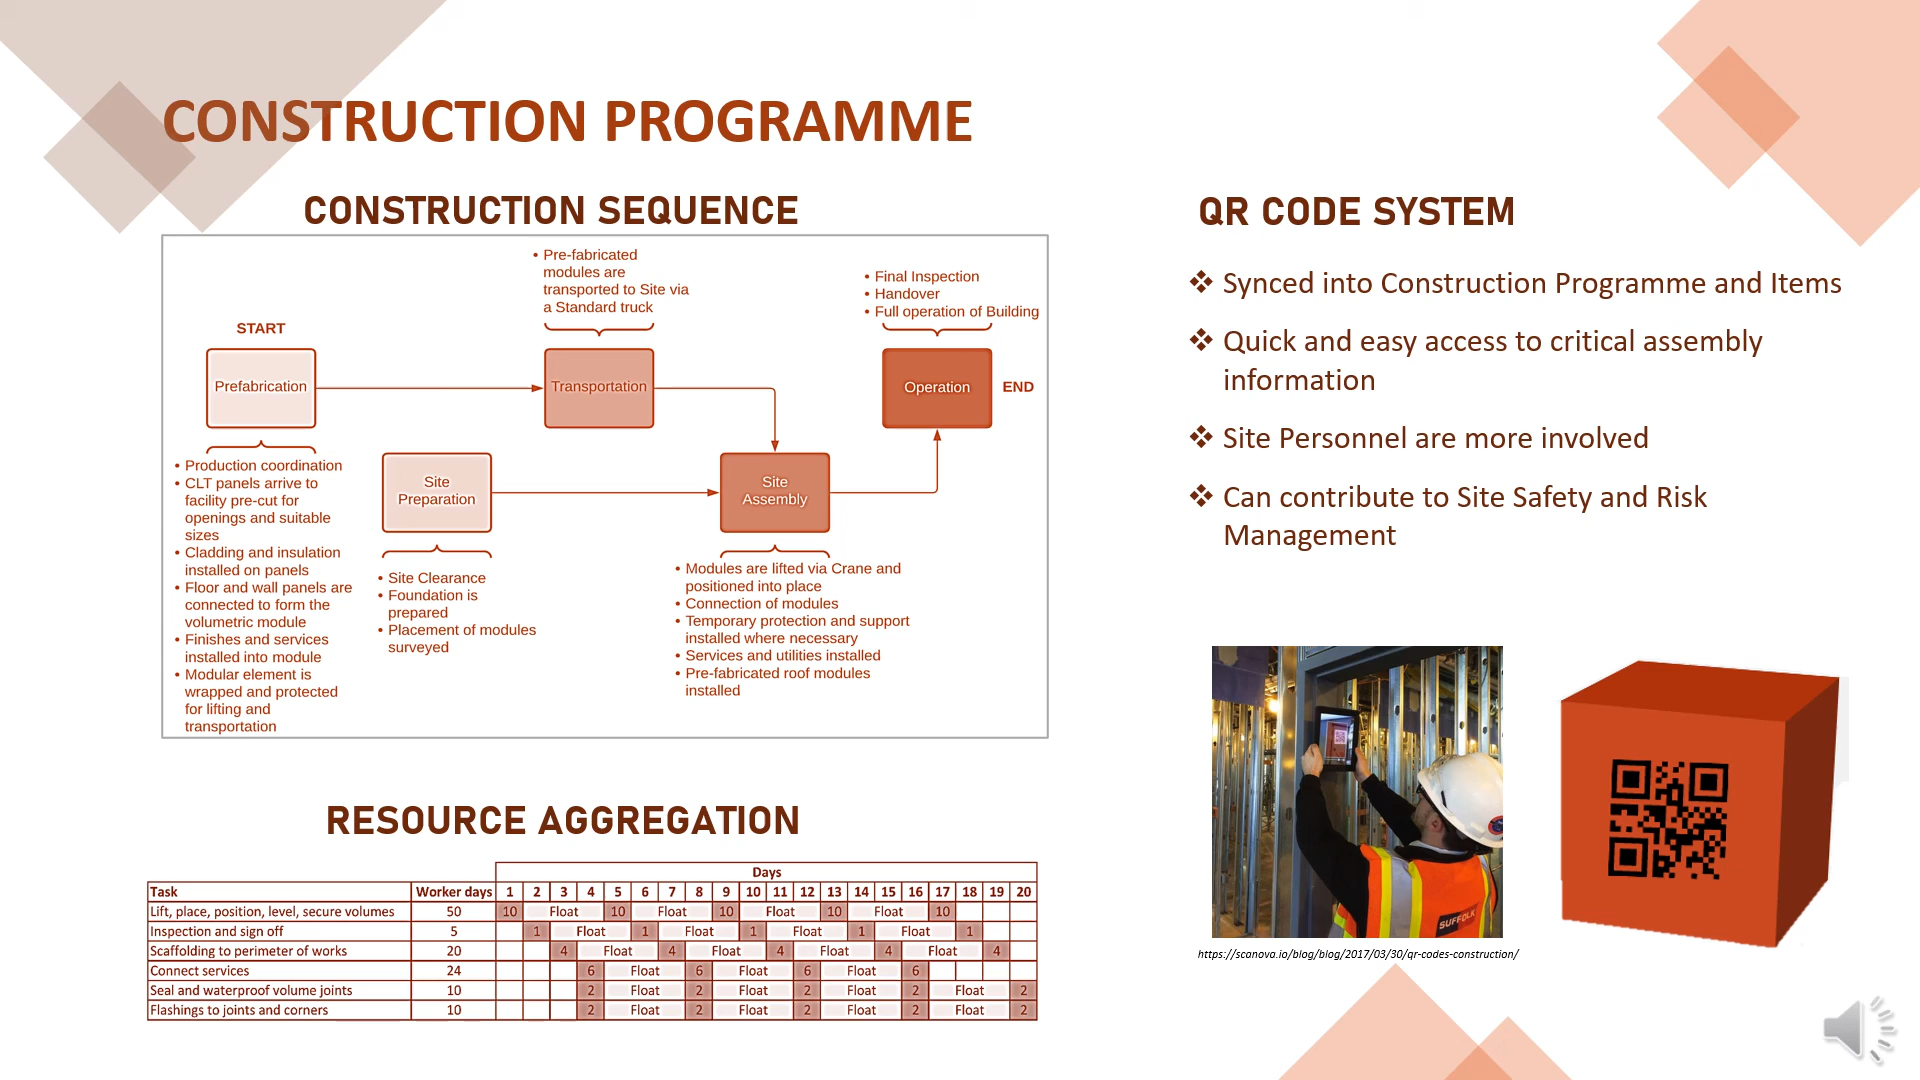 CONSTRUCTION PROGRAMME
CONSTRUCTION SEQUENCE
• Pre-fabricated
modules are
transported to Site via
a Standard truck
• Final Inspection
• Handover
• Full operation of Building
START
Prefabrication
Transportation
Operation
END
• Production coordination
• CLT panels arrive to
facility pre-cut for
openings and suitable
sizes
• Cladding and insulation
installed on panels
• Floor and wall panels are
connected to form the
volumetric module
• Finishes and services
installed into module
• Modular element is
wrapped and protected
for lifting and
transportation
Site
Preparation
• Site Clearance
• Foundation is
prepared
• Placement of modules
surveyed
Site
Assembly
• Modules are lifted via Crane and
positioned into place
• Connection of modules
• Temporary protection and support
installed where necessary
• Services and utilities installed
• Pre-fabricated roof modules
installed
RESOURCE AGGREGATION
Days
Task Worker days 1 2 3 4 5 6 7 8 9 10 11 12 13 14 15 16 17 18 19 20
Lift, place, position, level, secure volumes 50 10 Float 10 Float 10 Float 10 Float 10
Inspection and sign off 5 1 Float 1 Float 1 Float 1 Float 1
Scaffolding to perimeter of works 20 4 Float 4 Float 4 Float 4 Float 4
Connect services 24 6 Float 6 Float 6 Float 6
Seal and waterproof volume joints 10 2 Float 2 Float 2 Float 2 Float 2
Flashings to joints and corners 10 2 Float 2 Float 2 Float 2 Float 2
QR CODE SYSTEM
❖ Synced into Construction Programme and Items
❖ Quick and easy access to critical assembly
information
❖ Site Personnel are more involved
❖ Can contribute to Site Safety and Risk
Management
SUFFOLK
https://scanova.io/blog/blog/2017/03/30/qr-codes-construction/